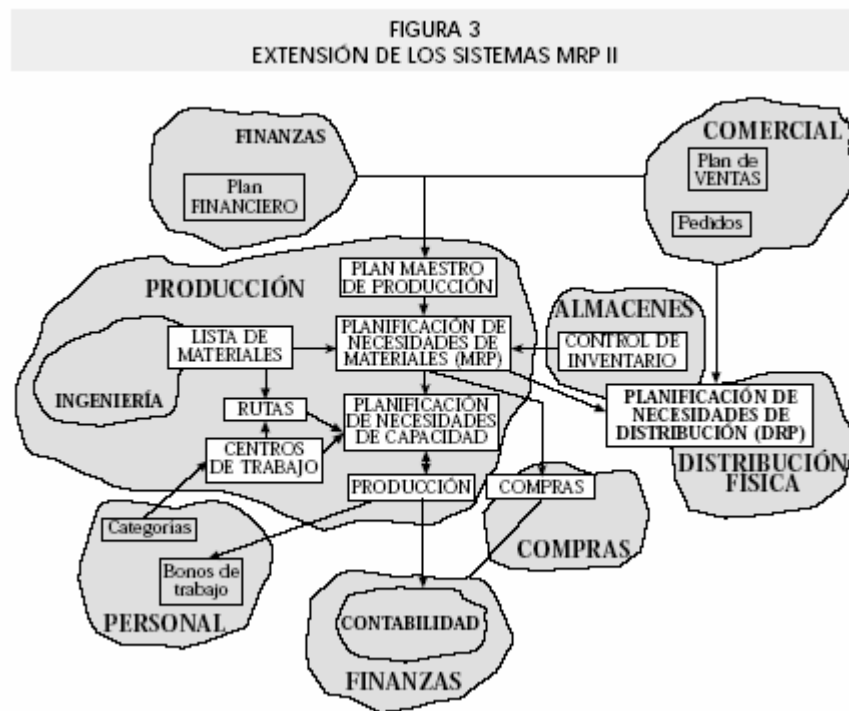 FIGURA 3
EXTENSIÓN DE LOS SISTEMAS MRP II
FINANZAS
Plan
FINANCIERO
COMERCIAL
Plan de
VENTAS
Pedidos
PRODUCCIÓN
PLAN MAESTRO
DE PRODUCCIÓN
ALMACENES
LISTA DE
MATERIALES
PLANIFICACIÓN DE
NECESIDADES DE
MATERIALES (MRP)
CONTROL DE
INVENTARIO
INGENIERÍA
RUTAS
PLANIFICACIÓN
DE NECESIDADES
DE CAPACIDAD
PLANIFICACIÓN DE
NECESIDADES DE
DISTRIBUCIÓN (DRP)
CENTROS
DE TRABAJO
DISTRIBUCIÓN
FÍSICA
PRODUCCIÓN
COMPRAS
Categorías
COMPRAS
Bonos de
trabajo
PERSONAL
CONTABILIDAD
FINANZAS